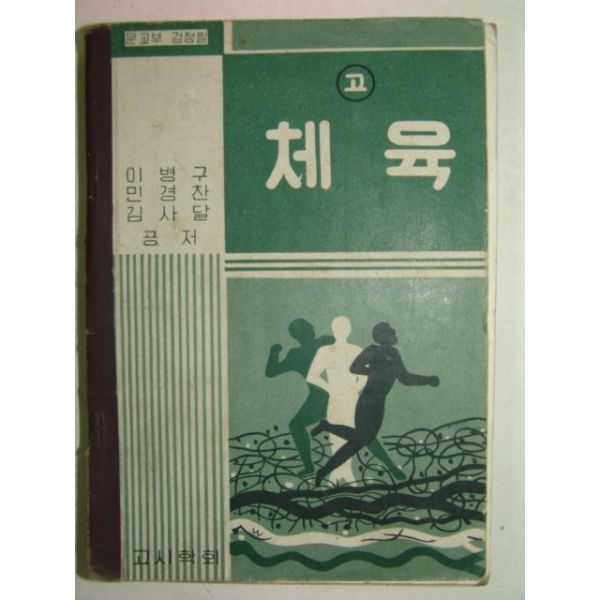 문교부 검정필
고
체육
이병구
민경찬
김사달
공저
고시학회